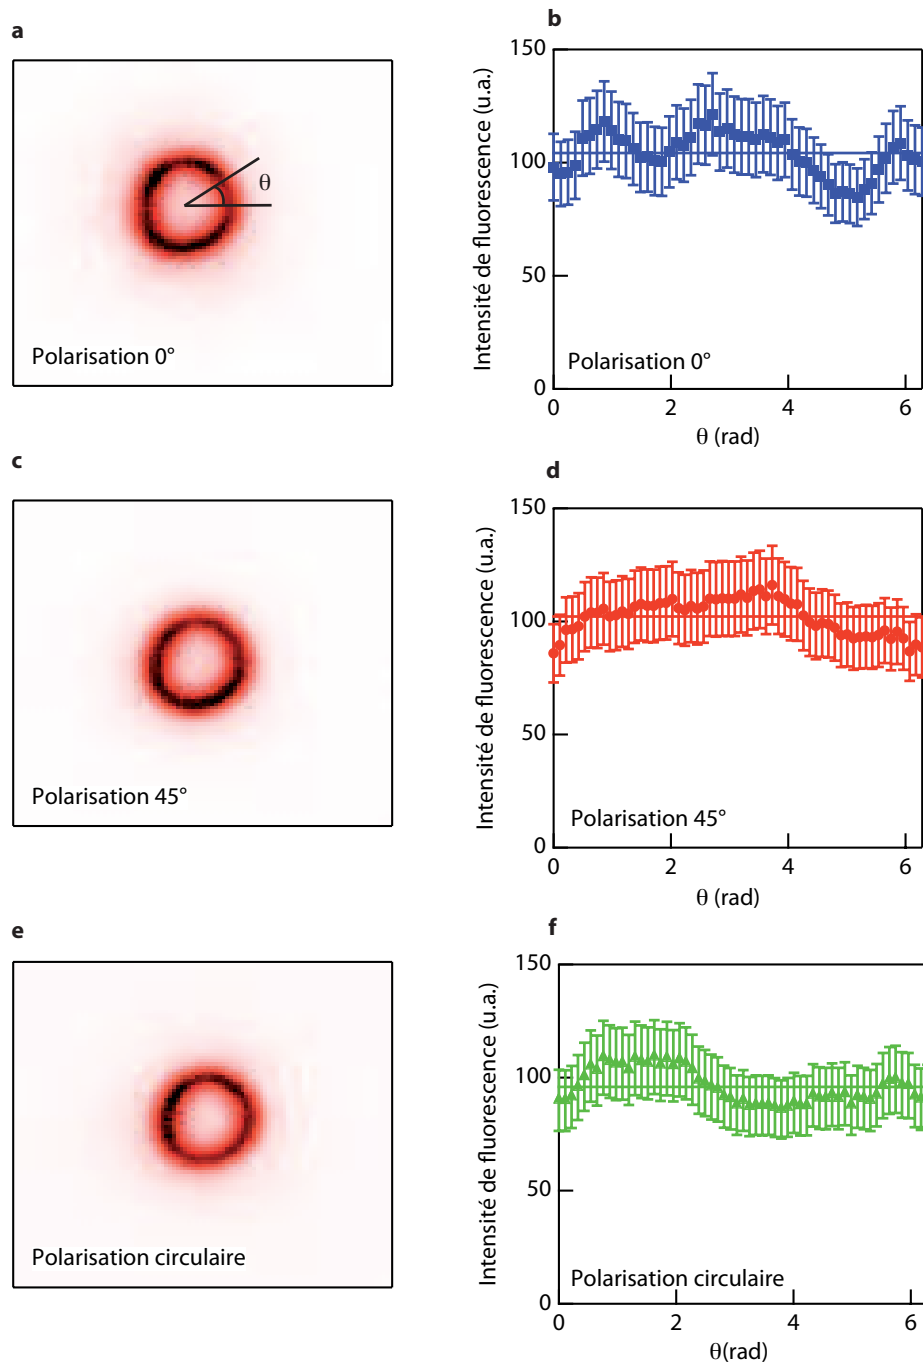 a
θ
Polarisation 0°
b
Intensité de fluorescence (u.a.)
150
100
50
0
0 2 4 6
θ (rad)
Polarisation 0°
c
Polarisation 45°
d
Intensité de fluorescence (u.a.)
150
100
50
0
0 2 4 6
θ (rad)
Polarisation 45°
e
Polarisation circulaire
f
Intensité de fluorescence (u.a.)
150
100
50
0
0 2 4 6
θ(rad)
Polarisation circulaire